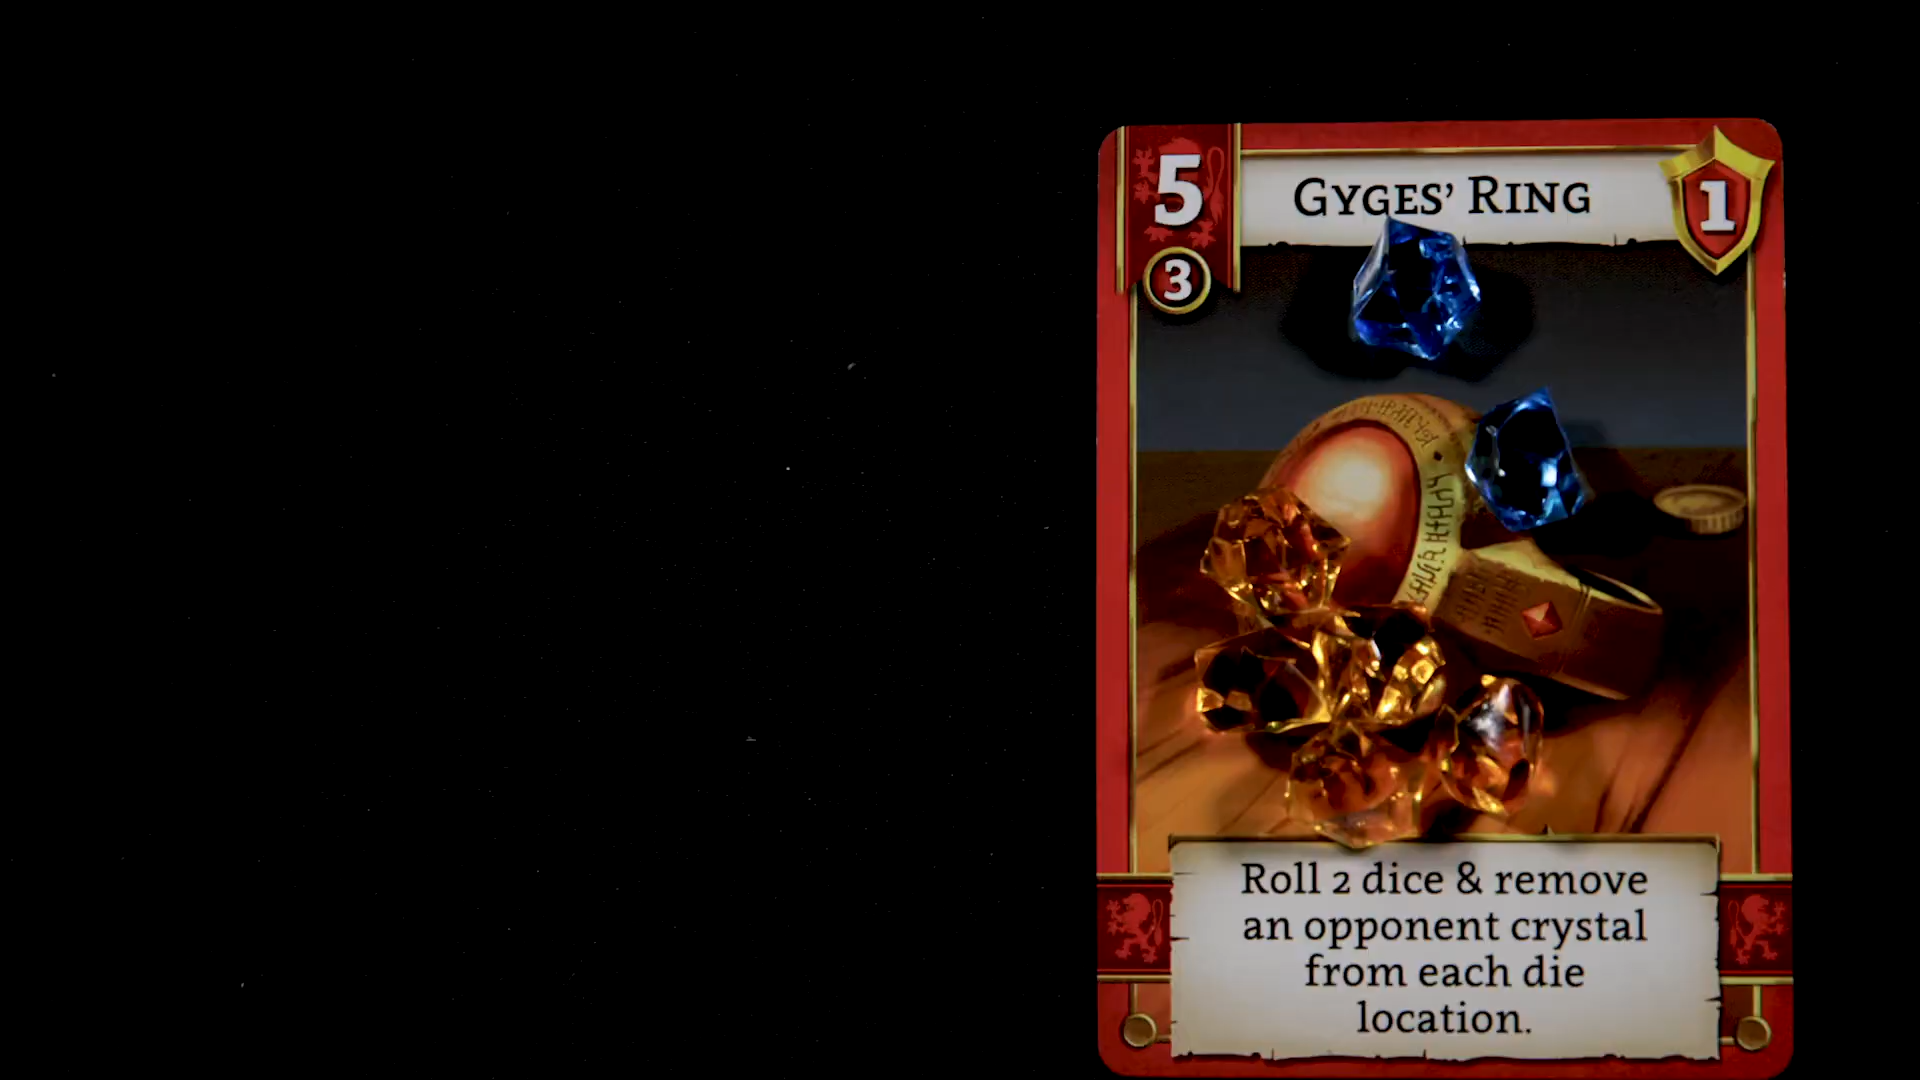 5
GYGES' RING
1
3
Roll 2 dice & remove
an opponent crystal
from each die
location.